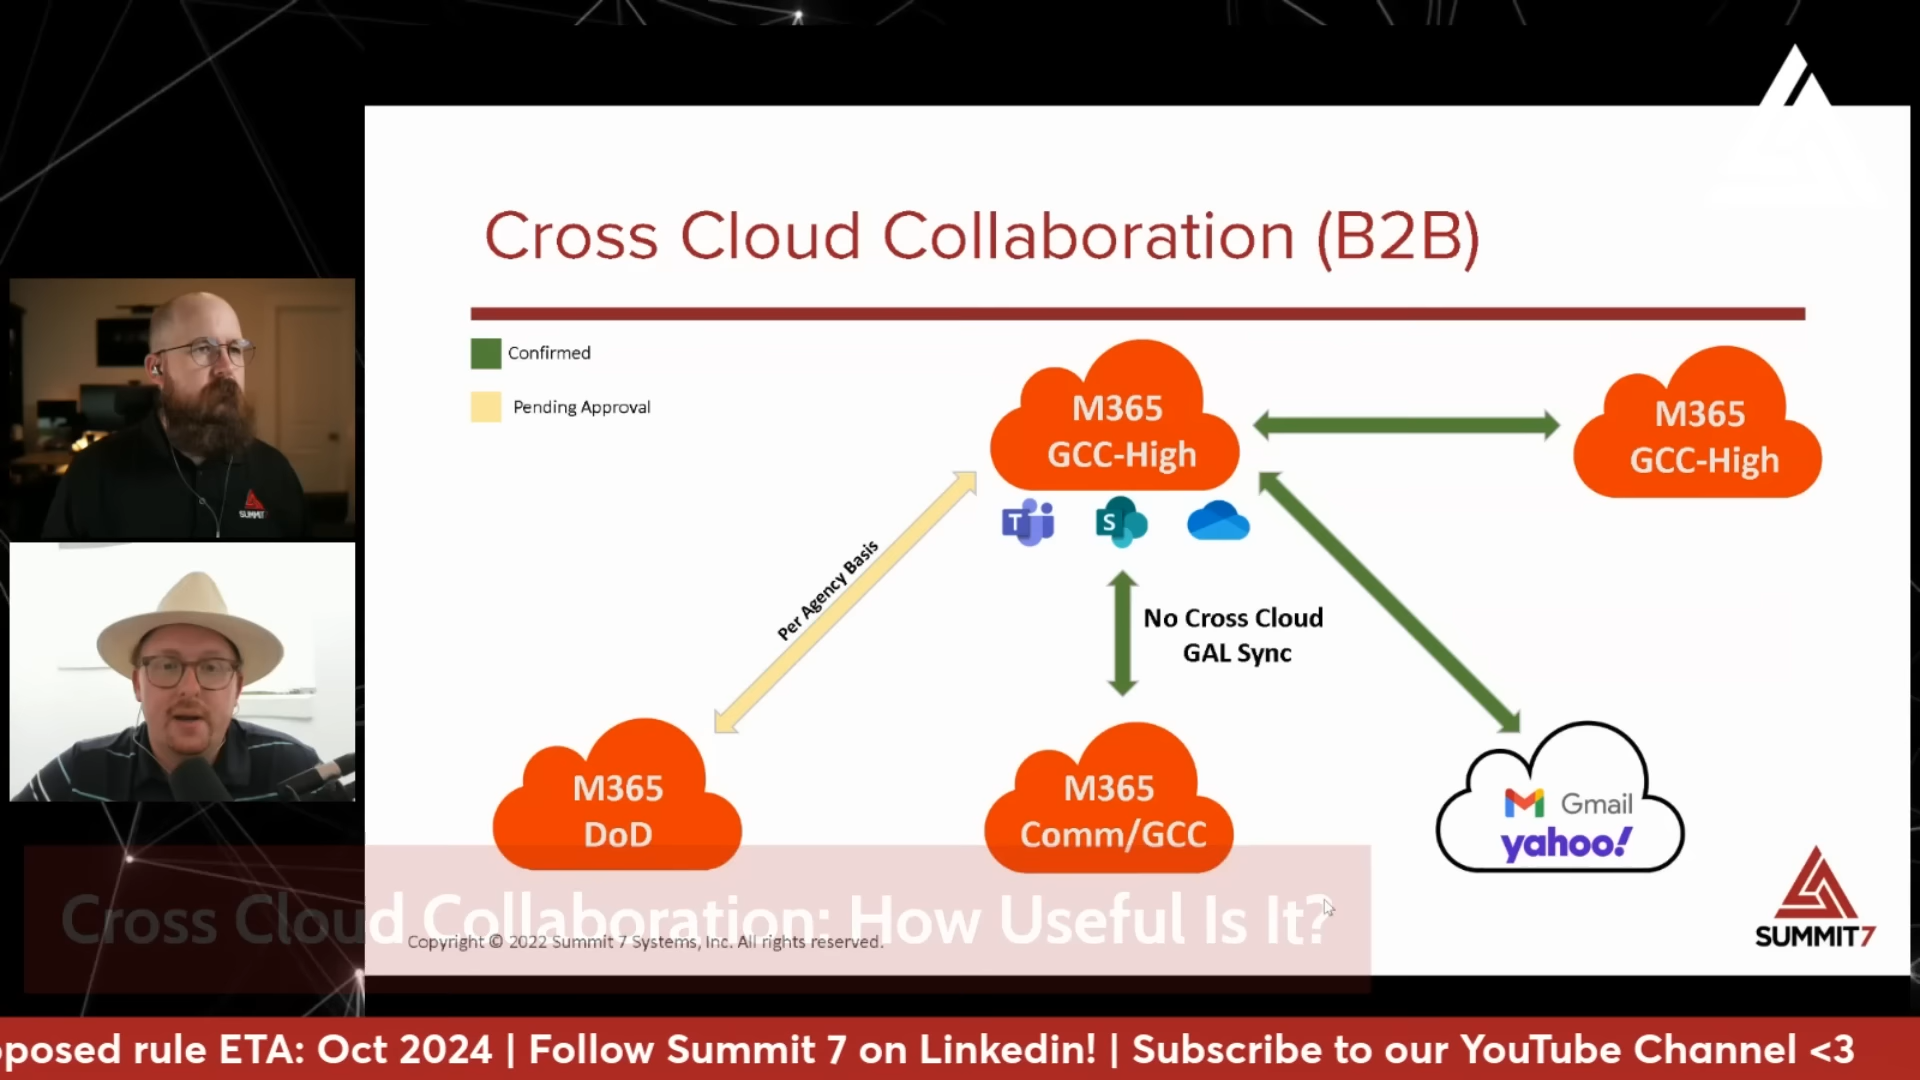 Cross Cloud Collaboration (B2B)
Confirmed
Pending Approval
M365
GCC-High
M365
GCC-High
T
S
Per Agency Basis
No Cross Cloud
GAL Sync
M365
DoD
M365
Comm/GCC
Gmail
yahoo!
SUMMIT7
SUMMIT 7
Cross Cloud Collaboration: How Useful Is It?
Copyright © 2022 Summit 7 Systems, Inc. All rights reserved.
posed rule ETA: Oct 2024 | Follow Summit 7 on Linkedin! | Subscribe to our YouTube Channel <3